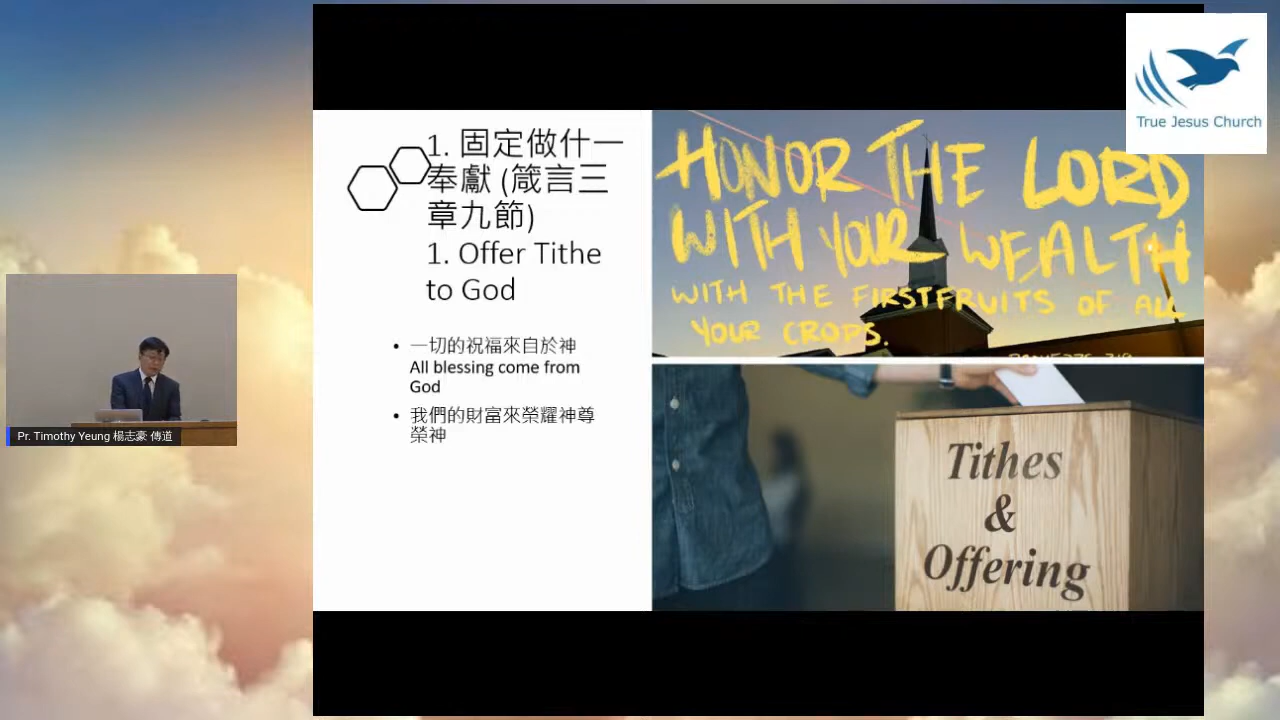 1. 固定做什一
奉獻 (箴言三
章九節)
1. Offer Tithe
to God
• 一切的祝福來自於神
All blessing come from
God
• 我們的財富來榮耀神尊
榮神
HONOR THE LORD
WITH YOUR WEALTH
WITH THE FIRSTFRUITS OF ALL
YOUR CROPS.
Tithes
&
Offering
True Jesus Church
Pr. Timothy Yeung 楊志豪 傳道